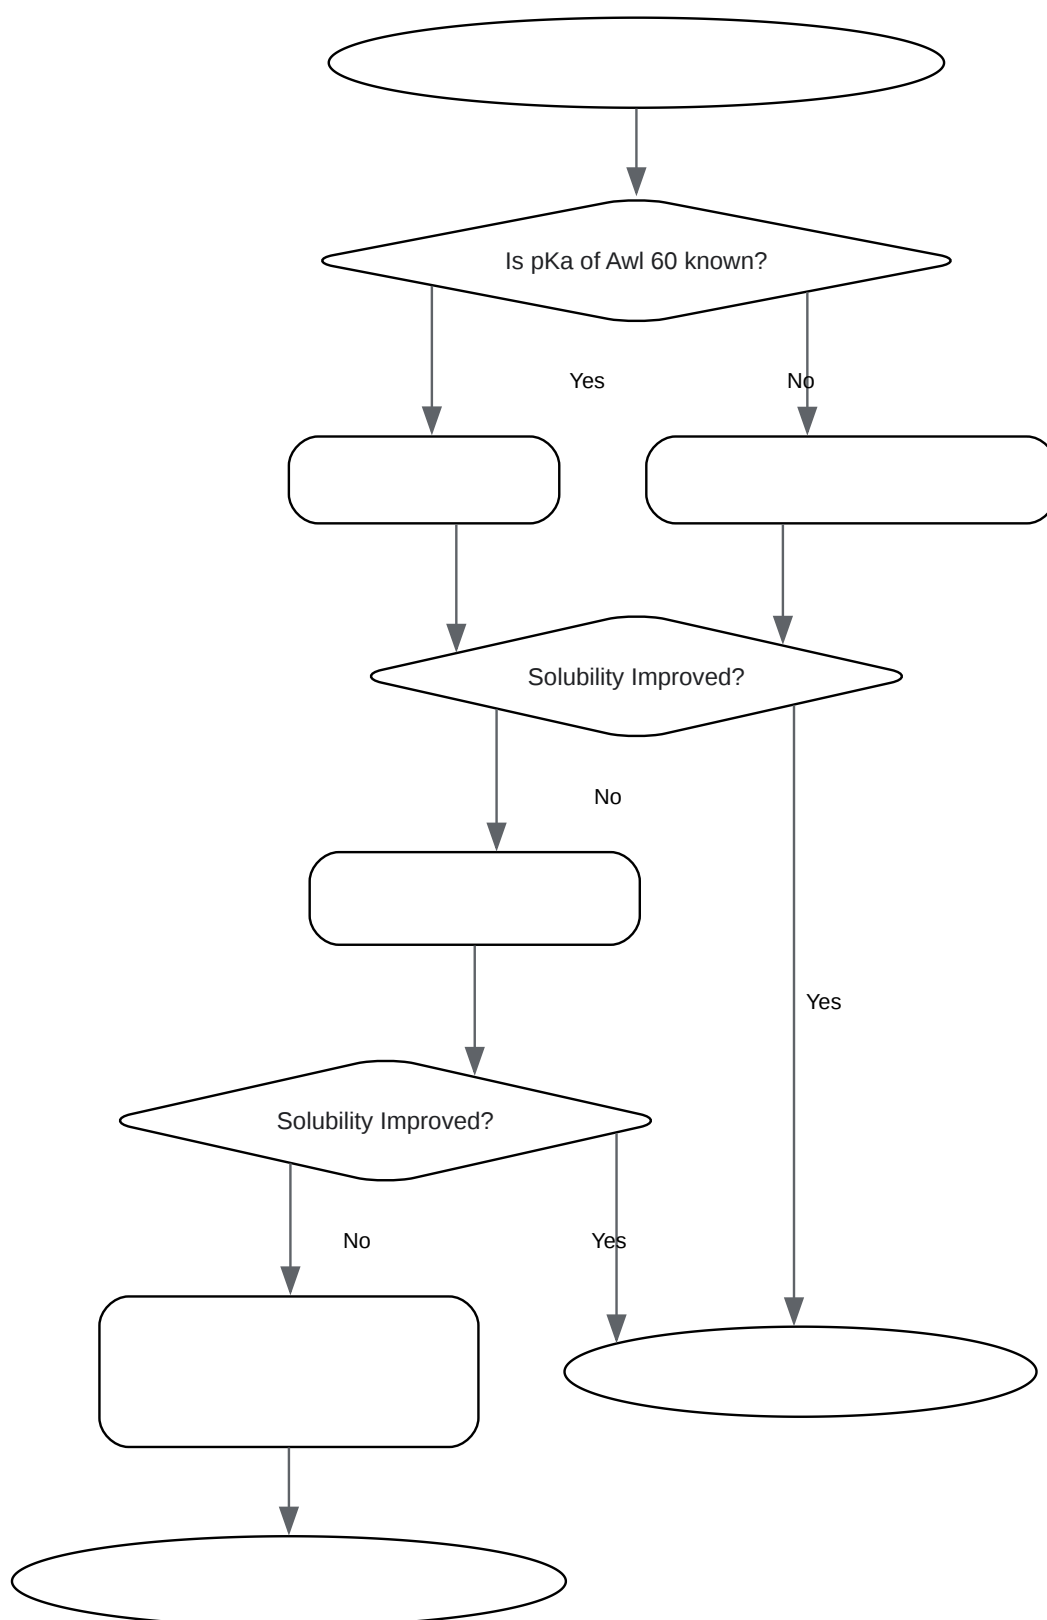 Is pKa of Awl 60 known?
Yes
No
Solubility Improved?
No
Yes
Solubility Improved?
No
Yes